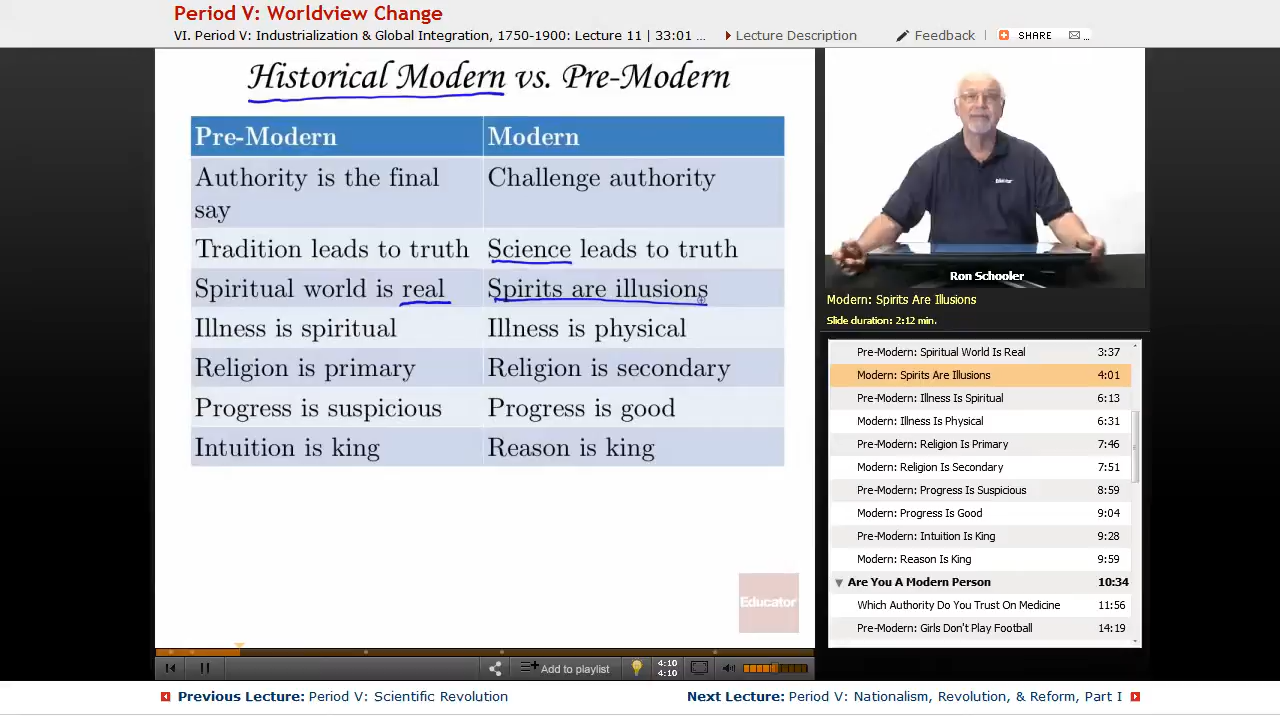 Period V: Worldview Change
VI. Period V: Industrialization & Global Integration, 1750-1900: Lecture 11 | 33:01 ...
Lecture Description
Feedback
SHARE
...
Historical Modern vs. Pre-Modern
Pre-Modern Modern
Authority is the final say Challenge authority
Tradition leads to truth Science leads to truth
Spiritual world is real Spirits are illusions
Illness is spiritual Illness is physical
Religion is primary Religion is secondary
Progress is suspicious Progress is good
Intuition is king Reason is king
Educator
Educator
Ron Schooler
Modern: Spirits Are Illusions
Slide duration: 2:12 min.
Pre-Modern: Spiritual World Is Real 3:37
Modern: Spirits Are Illusions 4:01
Pre-Modern: Illness Is Spiritual 6:13
Modern: Illness Is Physical 6:31
Pre-Modern: Religion Is Primary 7:46
Modern: Religion Is Secondary 7:51
Pre-Modern: Progress Is Suspicious 8:59
Modern: Progress Is Good 9:04
Pre-Modern: Intuition Is King 9:28
Modern: Reason Is King 9:59
Are You A Modern Person 10:34
Which Authority Do You Trust On Medicine 11:56
Pre-Modern: Girls Don't Play Football 14:19
Add to playlist
4:10
4:10
Previous Lecture: Period V: Scientific Revolution
Next Lecture: Period V: Nationalism, Revolution, & Reform, Part I